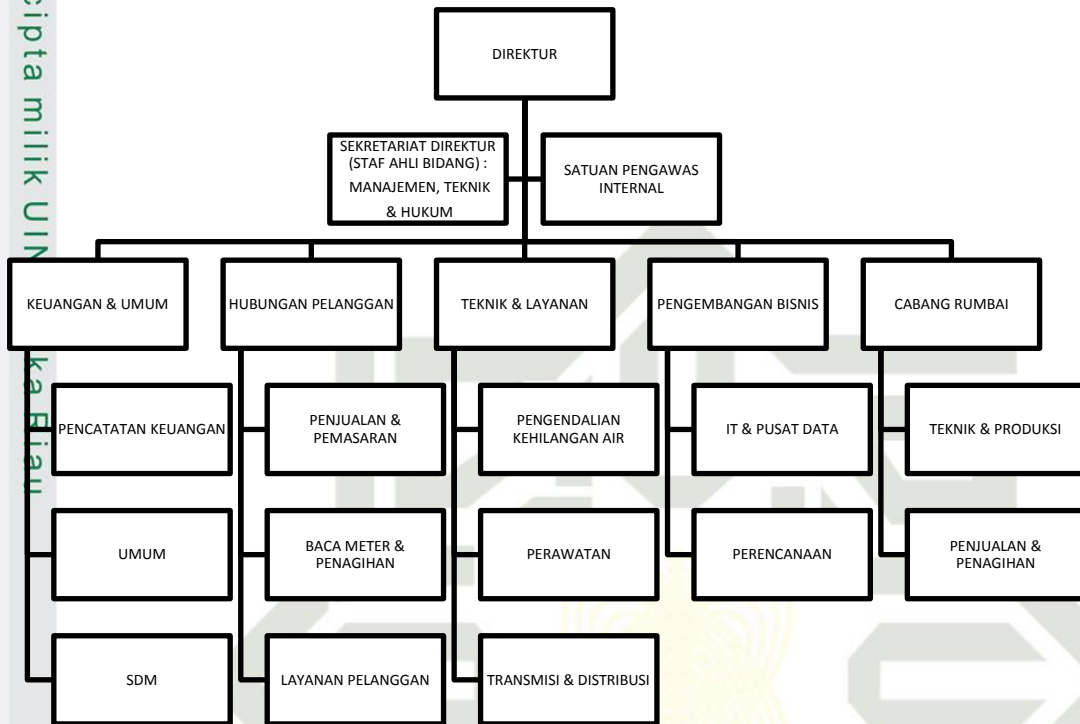 DIREKTUR
SEKRETARIAT DIREKTUR
(STAF AHLI BIDANG) :
MANAJEMEN, TEKNIK
& HUKUM
SATUAN PENGAWAS
INTERNAL
KEUANGAN & UMUM
HUBUNGAN PELANGGAN
TEKNIK & LAYANAN
PENGEMBANGAN BISNIS
CABANG RUMBAI
PENCATATAN KEUANGAN
PENJUALAN &
PEMASARAN
PENGENDALIAN
KEHILANGAN AIR
IT & PUSAT DATA
TEKNIK & PRODUKSI
UMUM
BACA METER &
PENAGIHAN
PERAWATAN
PERENCANAAN
PENJUALAN &
PENAGIHAN
SDM
LAYANAN PELANGGAN
TRANSMISI & DISTRIBUSI
cipta milik UIN ka Riau